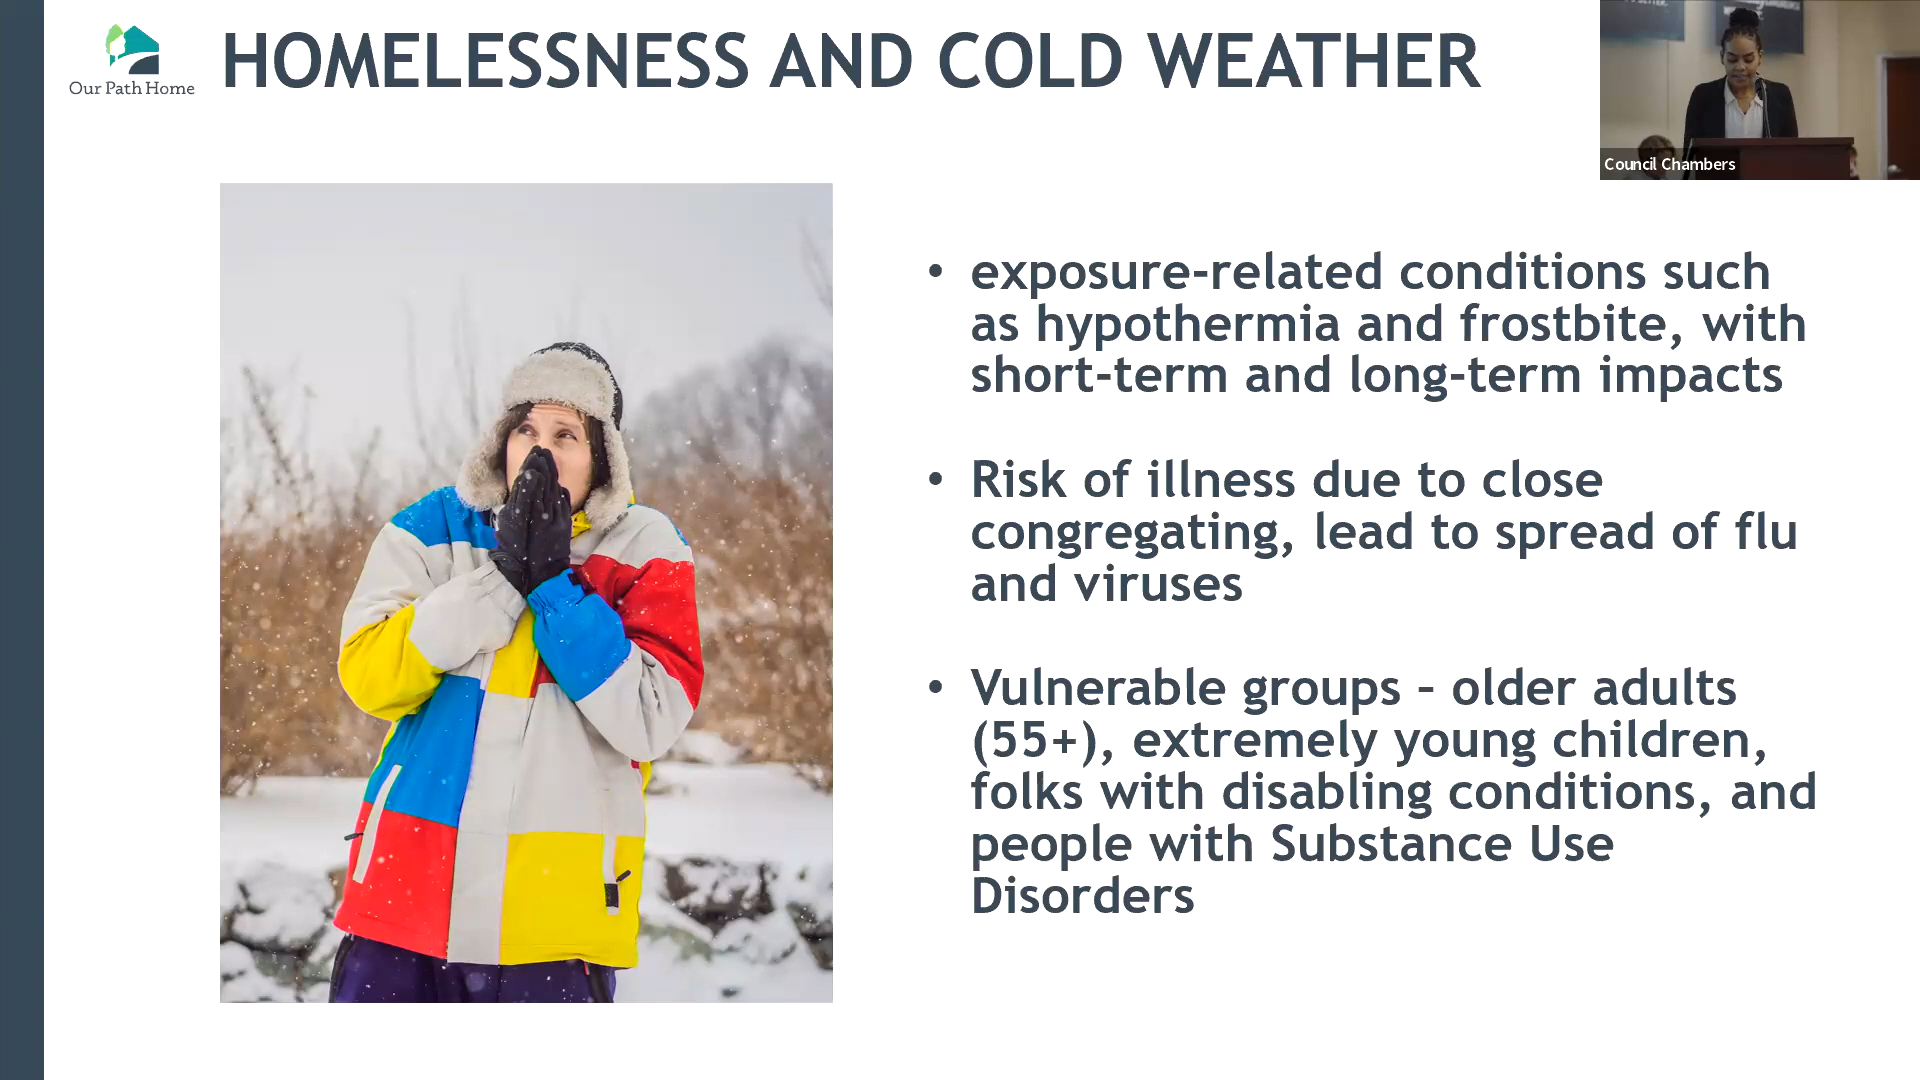 Our Path Home
HOMELESSNESS AND COLD WEATHER
Council Chambers
• exposure-related conditions such
as hypothermia and frostbite, with
short-term and long-term impacts
• Risk of illness due to close
congregating, lead to spread of flu
and viruses
• Vulnerable groups – older adults
(55+), extremely young children,
folks with disabling conditions, and
people with Substance Use
Disorders